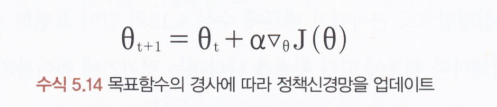 θₜ₊₁ = θₜ + α▽_θ J(θ)
수식 5.14 목표함수의 경사에 따라 정책신경망을 업데이트